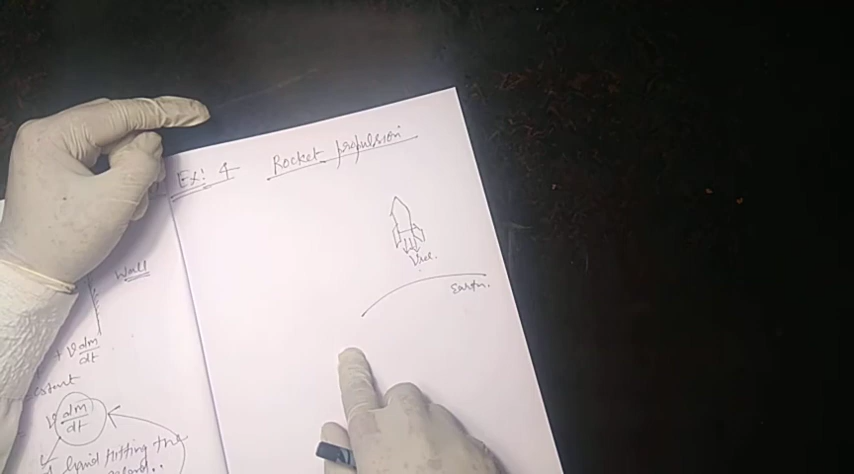 Ex: 4 Rocket propulsion
Vrel.
Earth.
Wall
+ v dm/dt
v dm/dt
liquid hitting the